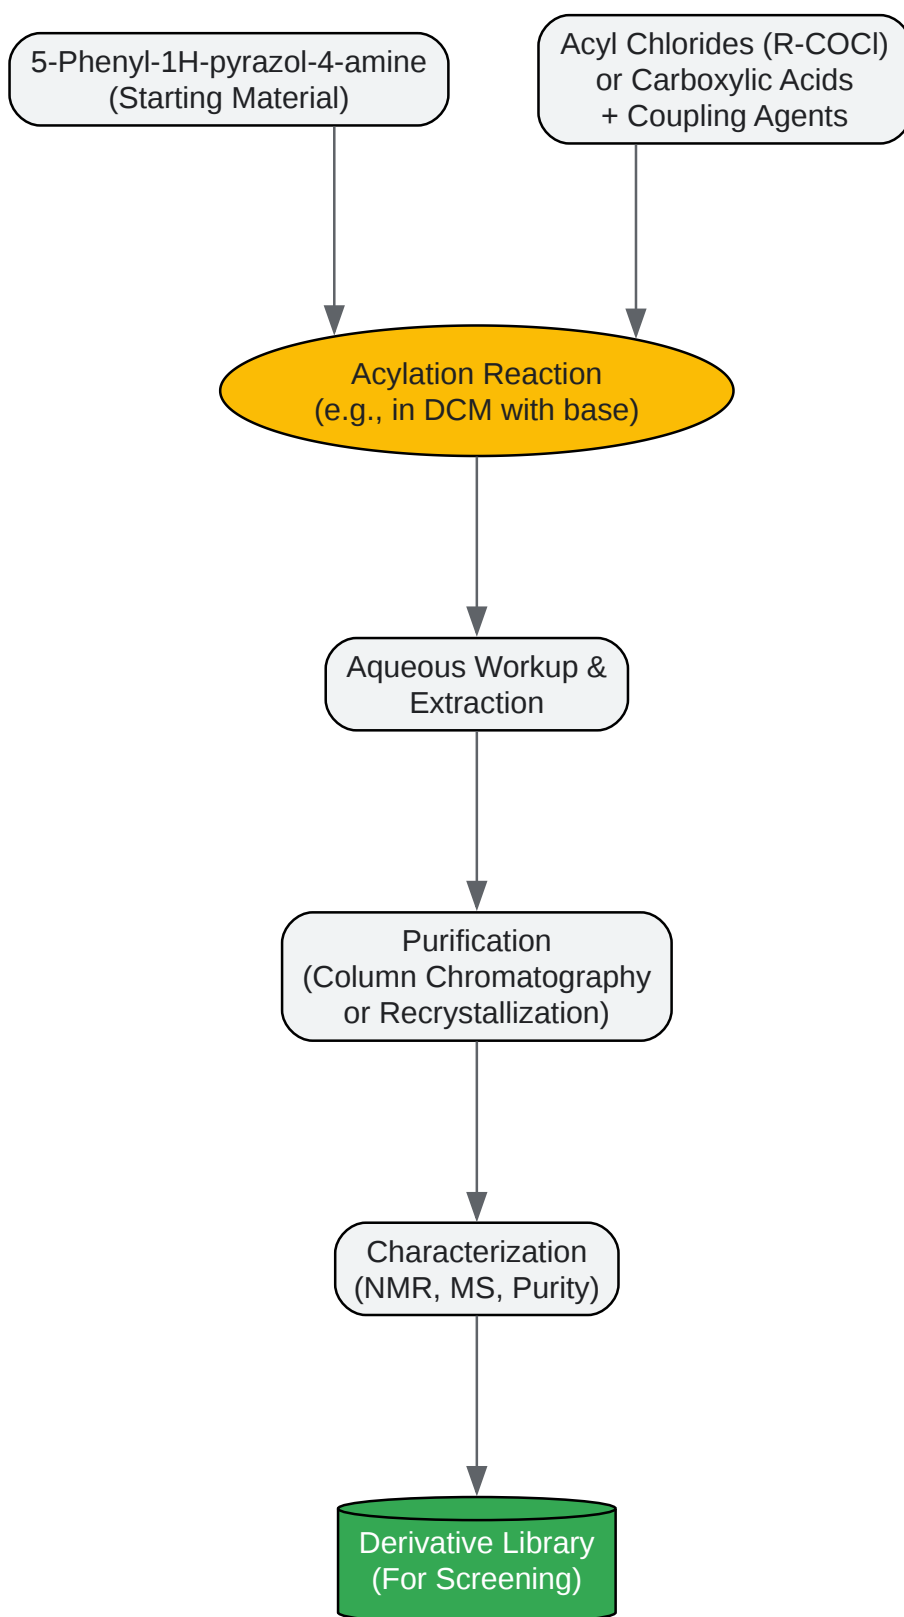 5-Phenyl-1H-pyrazol-4-amine
(Starting Material)
Acyl Chlorides (R-COCl)
or Carboxylic Acids
+ Coupling Agents
Acylation Reaction
(e.g., in DCM with base)
Aqueous Workup &
Extraction
Purification
(Column Chromatography
or Recrystallization)
Characterization
(NMR, MS, Purity)
Derivative Library
(For Screening)